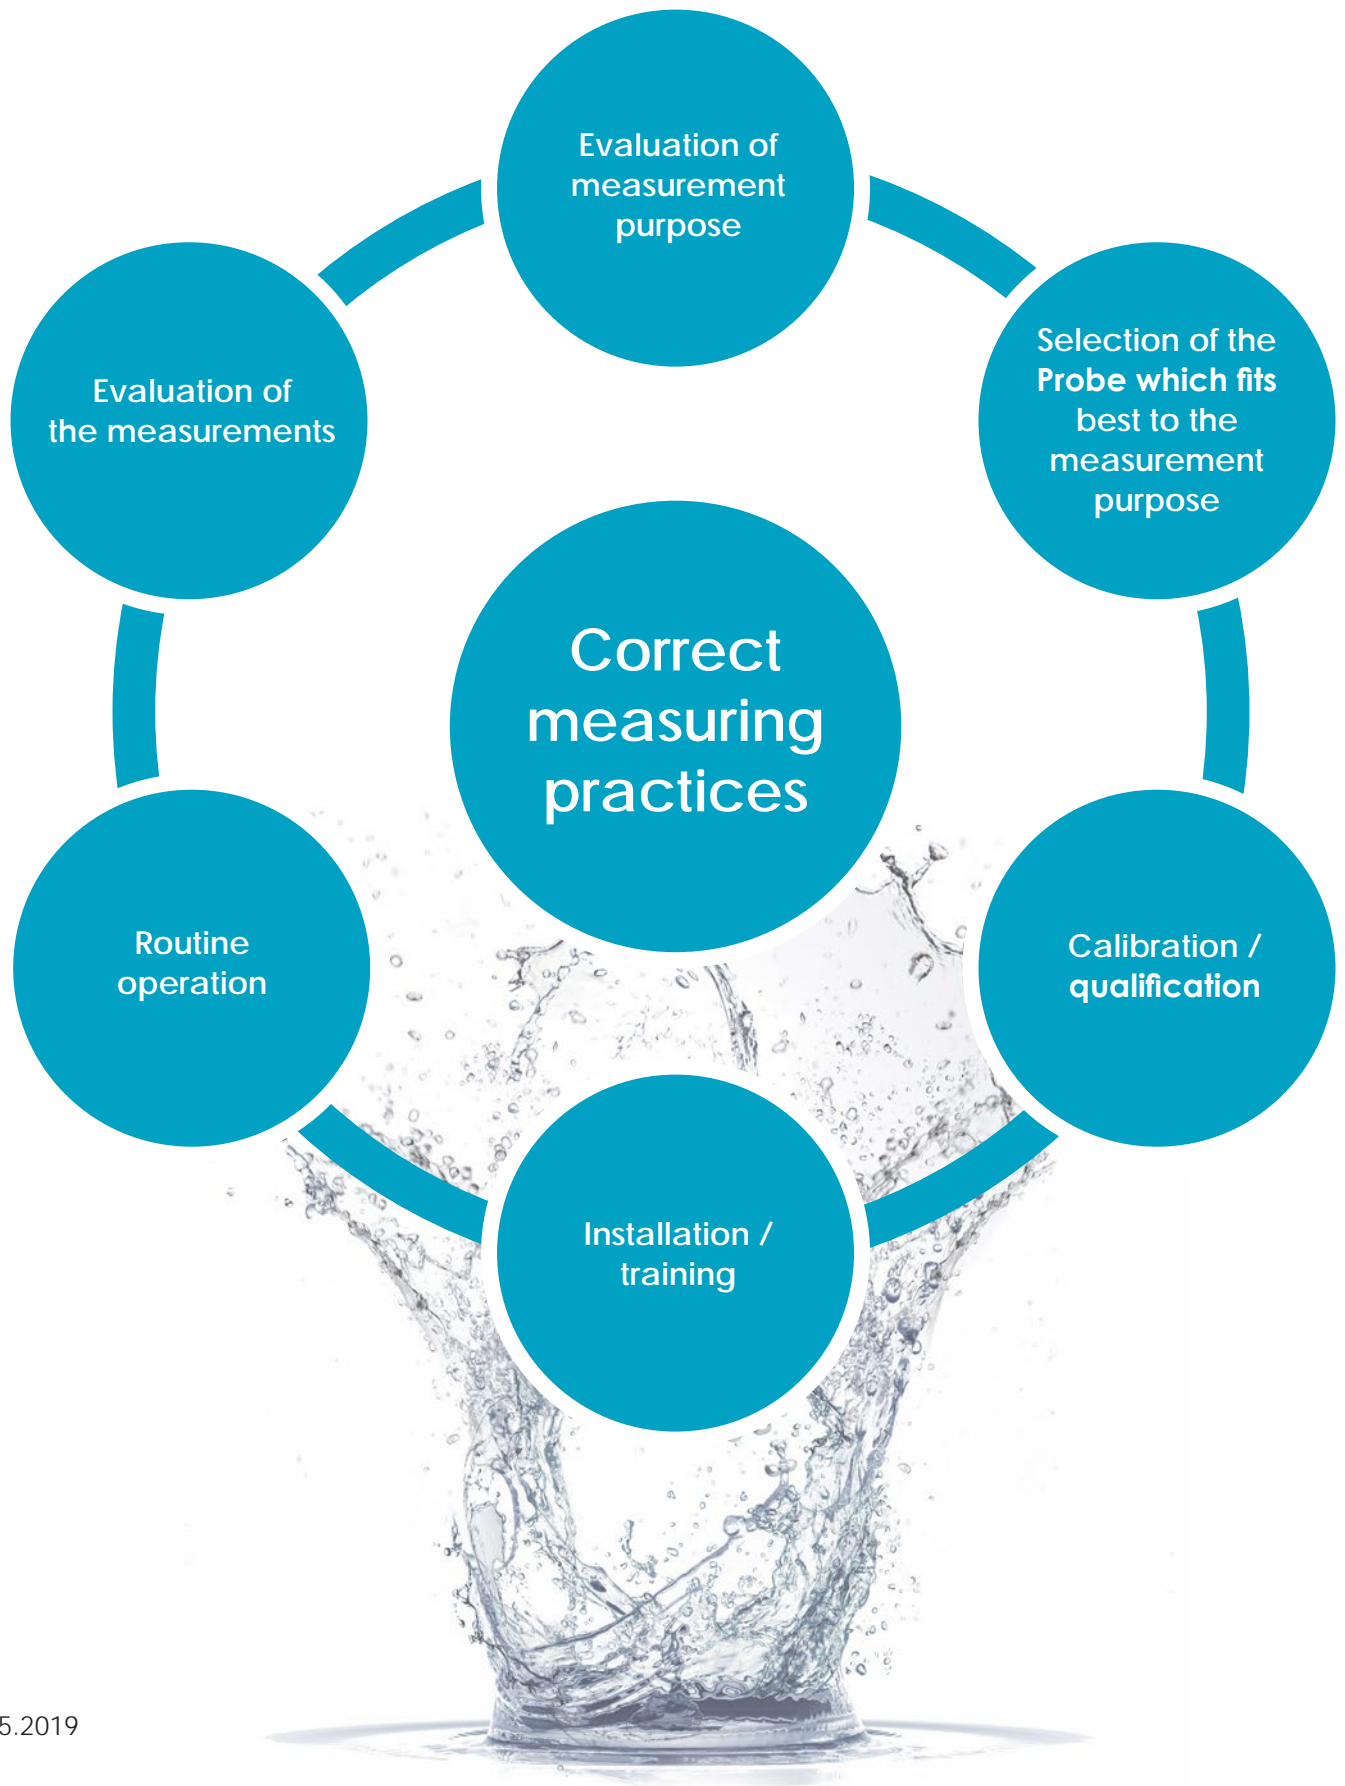 Evaluation of
measurement
purpose
Selection of the
Probe which fits
best to the
measurement
purpose
Evaluation of
the measurements
Correct
measuring
practices
Routine
operation
Calibration /
qualification
Installation /
training
5.2019